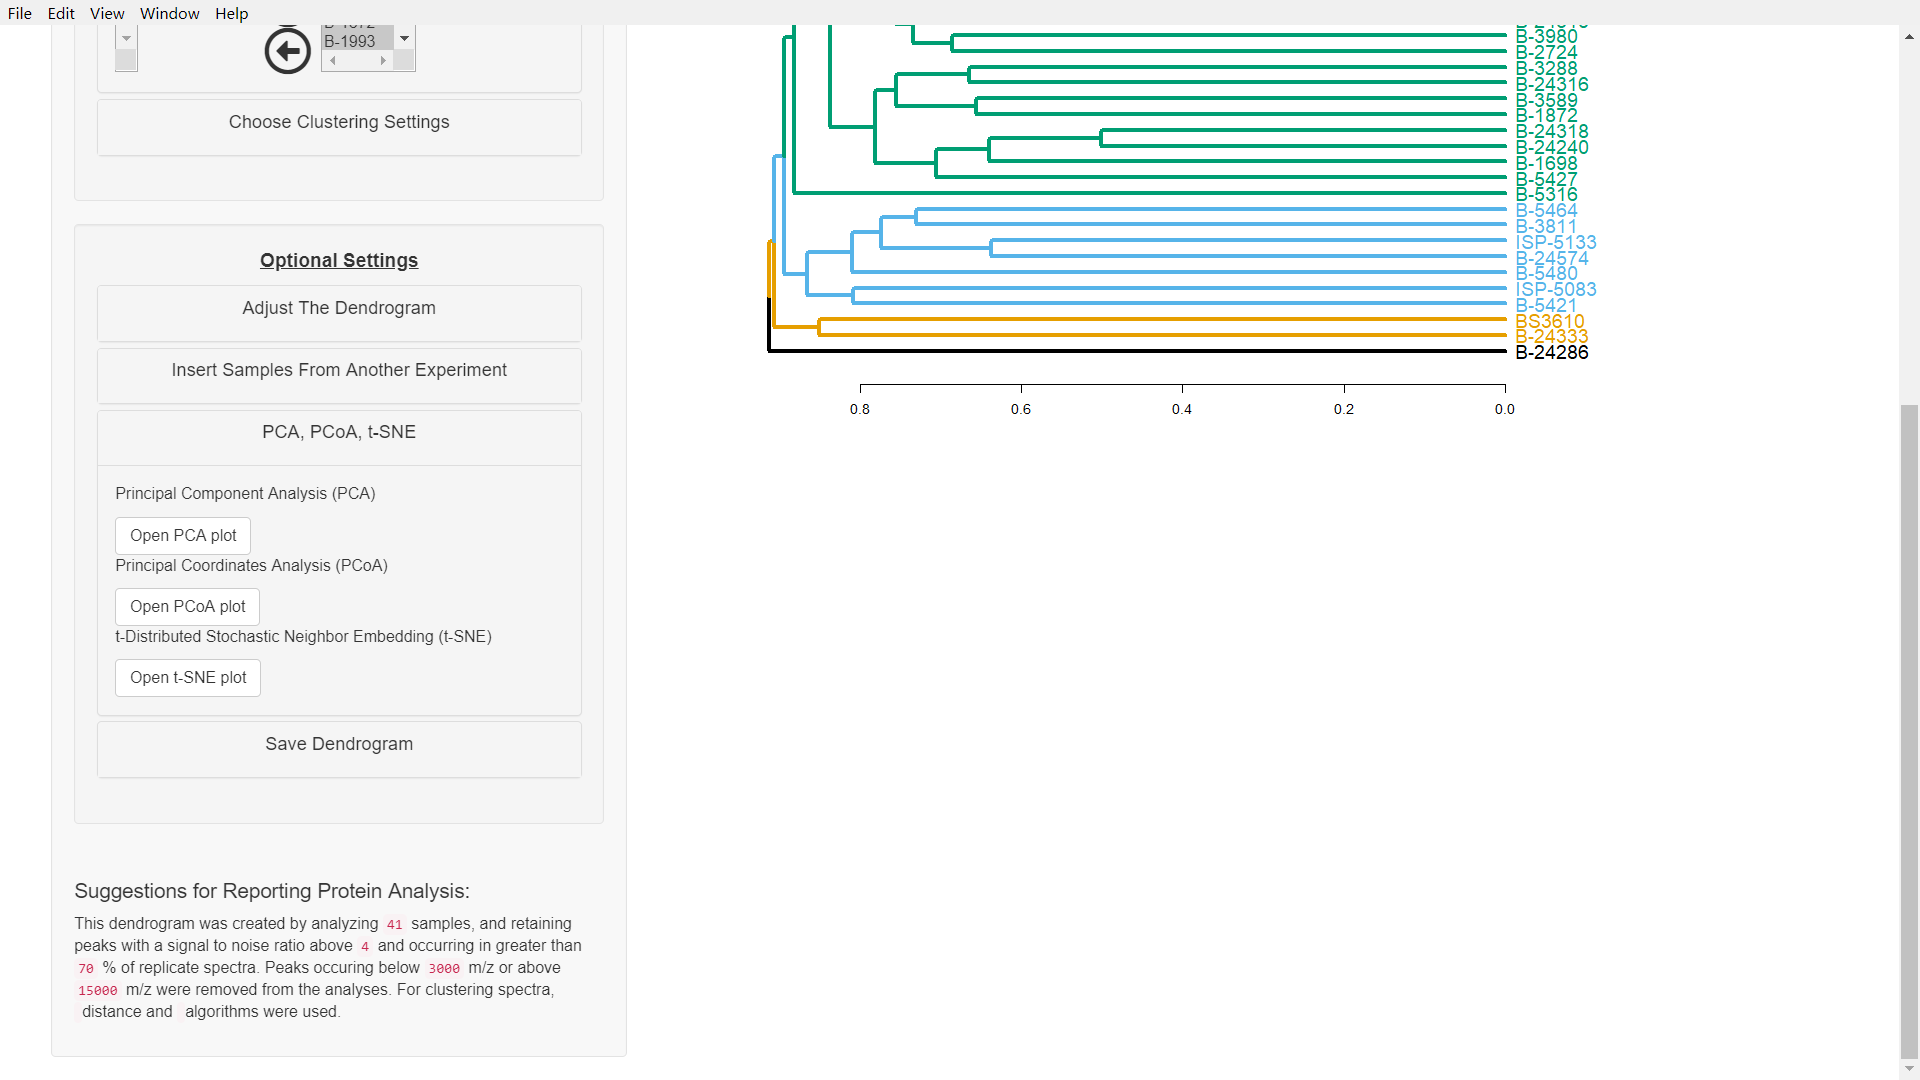 File Edit View Window Help
B-1993
Choose Clustering Settings
Optional Settings
Adjust The Dendrogram
Insert Samples From Another Experiment
PCA, PCoA, t-SNE
Principal Component Analysis (PCA)
Open PCA plot
Principal Coordinates Analysis (PCoA)
Open PCoA plot
t-Distributed Stochastic Neighbor Embedding (t-SNE)
Open t-SNE plot
Save Dendrogram
Suggestions for Reporting Protein Analysis:
This dendrogram was created by analyzing 41 samples, and retaining
peaks with a signal to noise ratio above 4 and occurring in greater than
70 % of replicate spectra. Peaks occuring below 3000 m/z or above
15000 m/z were removed from the analyses. For clustering spectra,
distance and algorithms were used.
B-3980
B-2724
B-3288
B-24316
B-3589
B-1872
B-24318
B-24240
B-1698
B-5427
B-5316
B-5464
B-3811
ISP-5133
B-24574
B-5480
ISP-5083
B-5421
BS3610
B-24333
B-24286
0.8 0.6 0.4 0.2 0.0